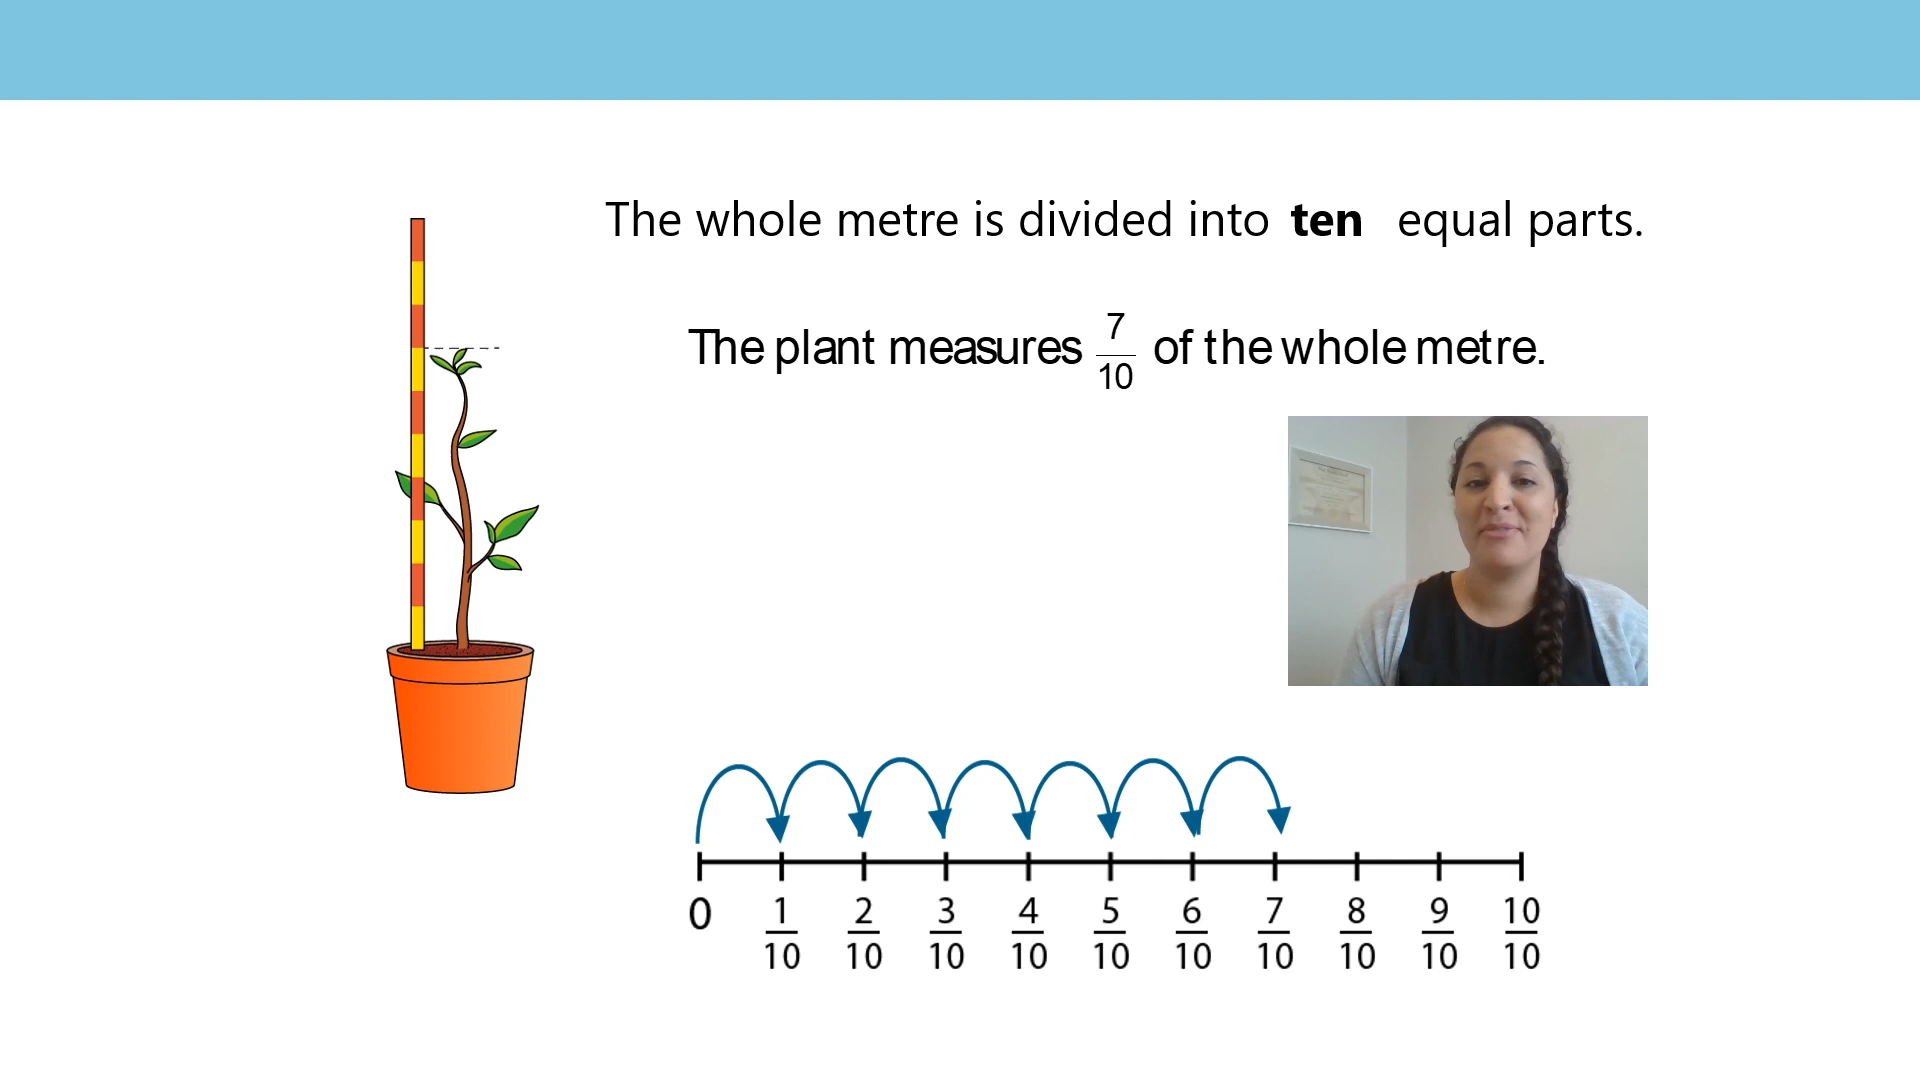 The whole metre is divided into ten equal parts.
The plant measures 7/10 of the whole metre.
0 1/10 2/10 3/10 4/10 5/10 6/10 7/10 8/10 9/10 10/10